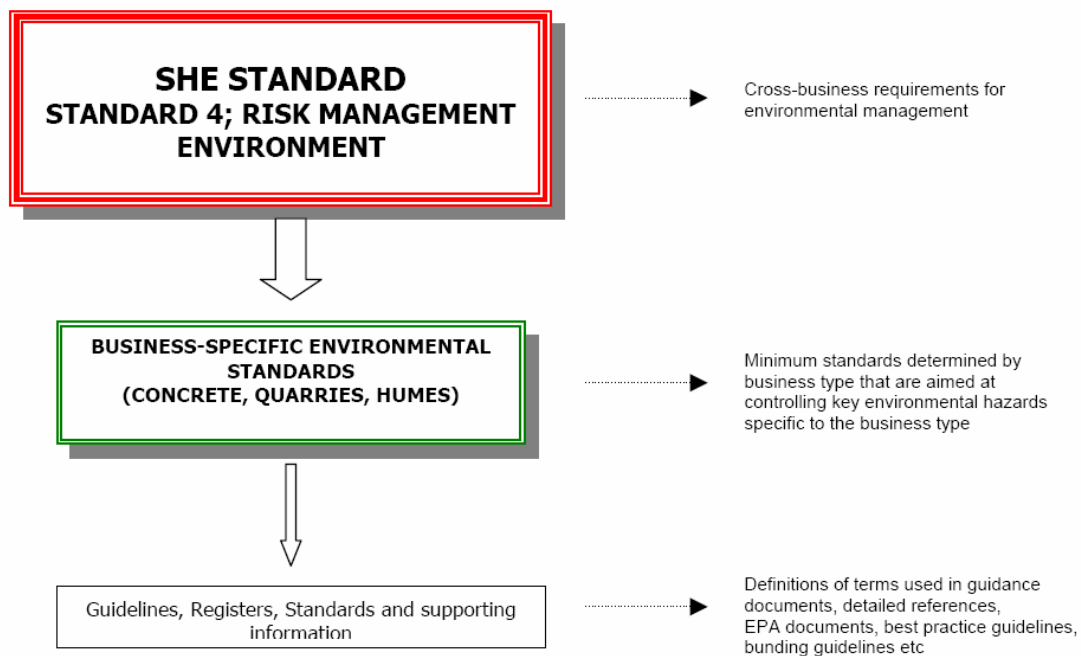 SHE STANDARD
STANDARD 4; RISK MANAGEMENT
ENVIRONMENT
Cross-business requirements for
environmental management
BUSINESS-SPECIFIC ENVIRONMENTAL
STANDARDS
(CONCRETE, QUARRIES, HUMES)
Minimum standards determined by
business type that are aimed at
controlling key environmental hazards
specific to the business type
Guidelines, Registers, Standards and supporting
information
Definitions of terms used in guidance
documents, detailed references,
EPA documents, best practice guidelines,
bunding guidelines etc